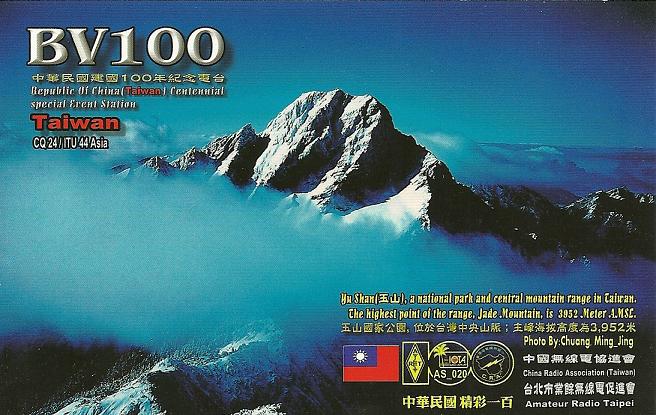 BV100
中華民國建國100年紀念電台
Republic Of China(Taiwan) Centennial
special Event Station
Taiwan
CQ 24 / ITU 44 Asia
Yu Shan(玉山), a national park and central mountain range in Taiwan.
The highest point of the range, Jade Mountain, is 3952 Meter A.M.S.L.
玉山國家公園, 位於台灣中央山脈；主峰海拔高度為3,952米
Photo By:Chuang, Ming_Jing
IOTA
AS_020
中國無線電協進會
China Radio Association (Taiwan)
台北市業餘無線電促進會
Amateur Radio Taipei
中華民國 精彩一百